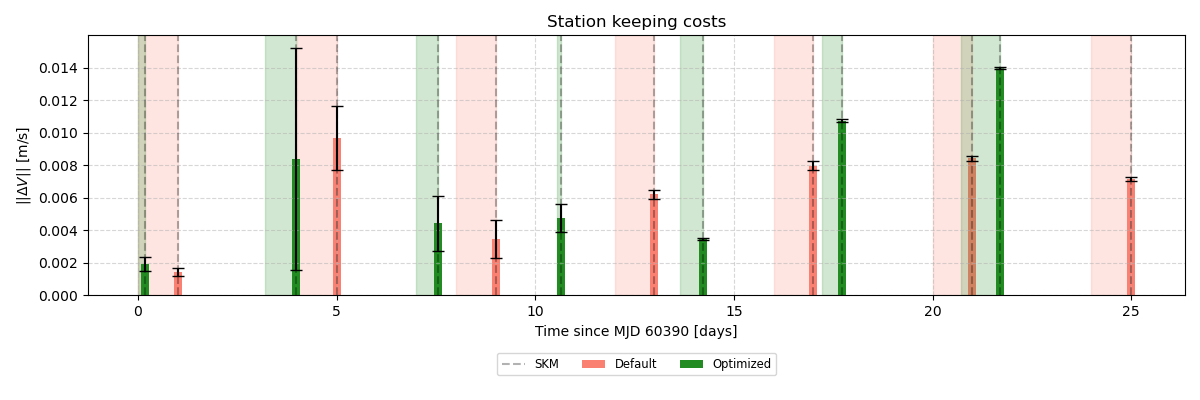 Station keeping costs
||ΔV|| [m/s]
0.014
0.012
0.010
0.008
0.006
0.004
0.002
0.000
0 5 10 15 20 25
Time since MJD 60390 [days]
SKM Default Optimized